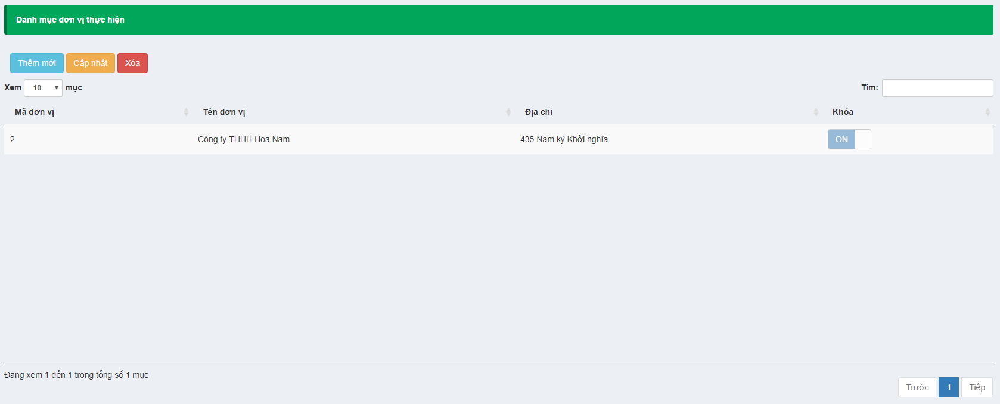 Danh mục đơn vị thực hiện
Thêm mới Cập nhật Xóa
Xem 10 mục Tìm:
Mã đơn vị Tên đơn vị Địa chỉ Khóa
2 Công ty THHH Hoa Nam 435 Nam kỳ Khởi nghĩa ON
Đang xem 1 đến 1 trong tổng số 1 mục
Trước 1 Tiếp